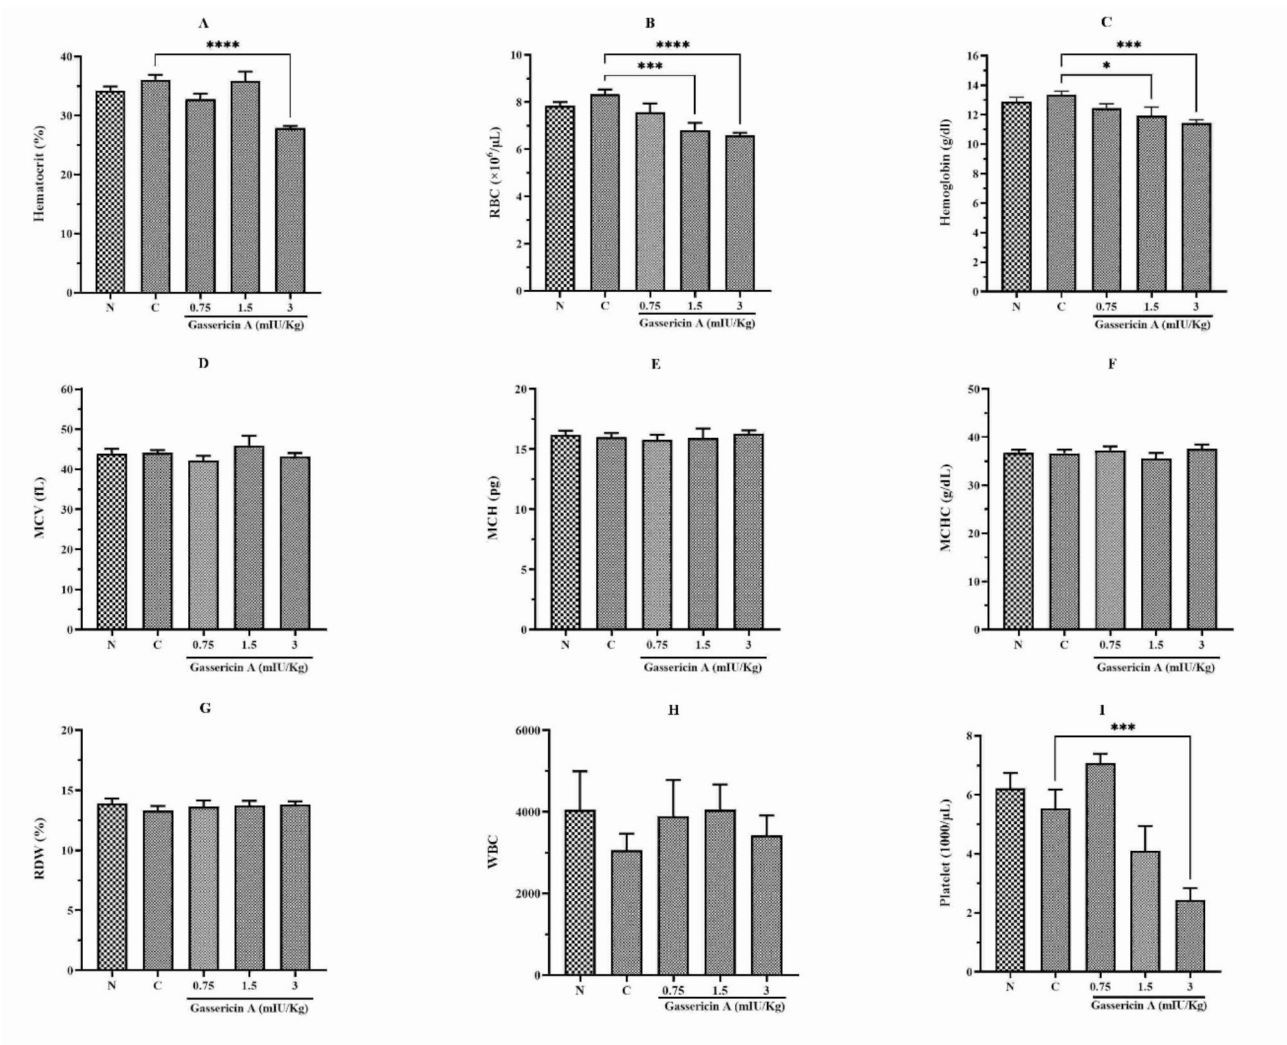 A
Hematocrit (%)
40
30
20
10
0
****
N C 0.75 1.5 3
Gassericin A (mIU/Kg)
B
RBC (×10⁶/µL)
10
8
6
4
2
0
****
***
N C 0.75 1.5 3
Gassericin A (mIU/Kg)
C
Hemoglobin (g/dl)
16
14
12
10
8
6
4
2
0
***
*
N C 0.75 1.5 3
Gassericin A (mIU/Kg)
D
MCV (fL)
60
50
40
30
20
10
0
N C 0.75 1.5 3
Gassericin A (mIU/Kg)
E
MCH (pg)
20
15
10
5
0
N C 0.75 1.5 3
Gassericin A (mIU/Kg)
F
MCHC (g/dL)
50
40
30
20
10
0
N C 0.75 1.5 3
Gassericin A (mIU/Kg)
G
RDW (%)
20
15
10
5
0
N C 0.75 1.5 3
Gassericin A (mIU/Kg)
H
WBC
6000
4000
2000
0
N C 0.75 1.5 3
Gassericin A (mIU/Kg)
I
Platelet (1000/µL)
8
6
4
2
0
***
N C 0.75 1.5 3
Gassericin A (mIU/Kg)